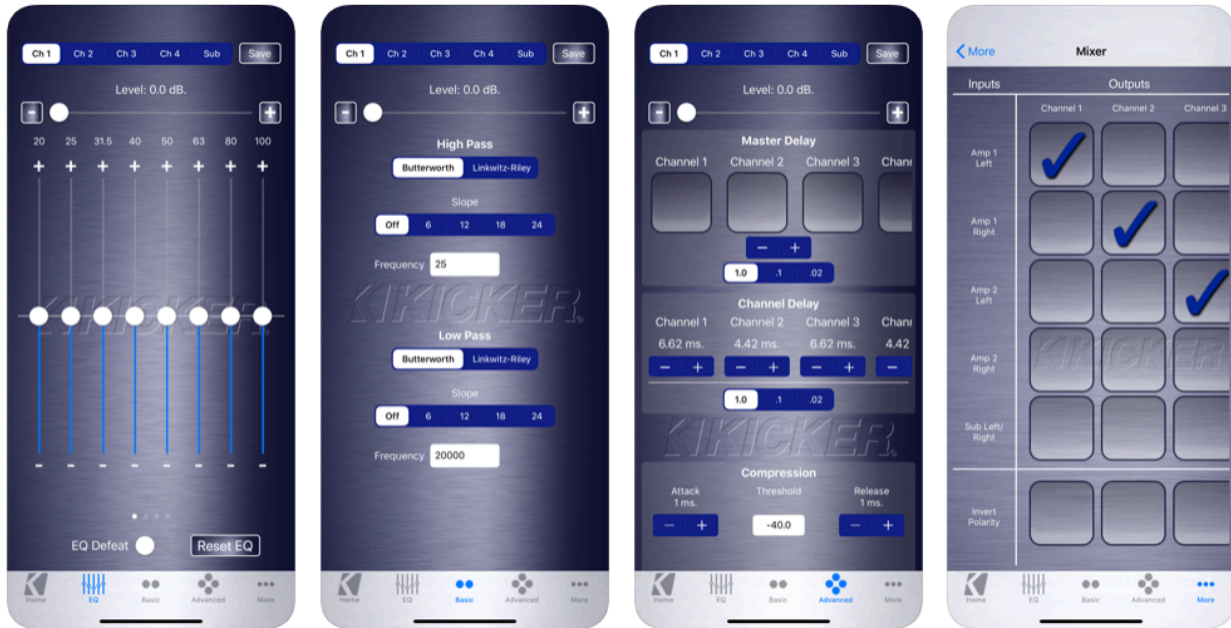 Ch 1 Ch 2 Ch 3 Ch 4 Sub Save
Level: 0.0 dB.
- +
20 25 31.5 40 50 63 80 100
+ + + + + + + +
KIKICKER
- - - - - - - -
EQ Defeat Reset EQ
Home EQ Basic Advanced More
Ch 1 Ch 2 Ch 3 Ch 4 Sub Save
Level: 0.0 dB.
- +
High Pass
Butterworth Linkwitz-Riley
Slope
Off 6 12 18 24
Frequency 25
KIKICKER
Low Pass
Butterworth Linkwitz-Riley
Slope
Off 6 12 18 24
Frequency 20000
Home EQ Basic Advanced More
Ch 1 Ch 2 Ch 3 Ch 4 Sub Save
Level: 0.0 dB.
- +
Master Delay
Channel 1 Channel 2 Channel 3 Chann
- +
1.0 .1 .02
Channel Delay
Channel 1 Channel 2 Channel 3 Chann
6.62 ms. 4.42 ms. 6.62 ms. 4.42
- + - + - + -
1.0 .1 .02
KIKICKER
Compression
Attack Threshold Release
1 ms. 1 ms.
- + -40.0 - +
Home EQ Basic Advanced More
More Mixer
Inputs Outputs
Channel 1 Channel 2 Channel 3
Amp 1
Left
Amp 1
Right
Amp 2
Left
Amp 2
Right
KIKICKER
Sub Left/
Right
Invert
Polarity
Home EQ Basic Advanced More